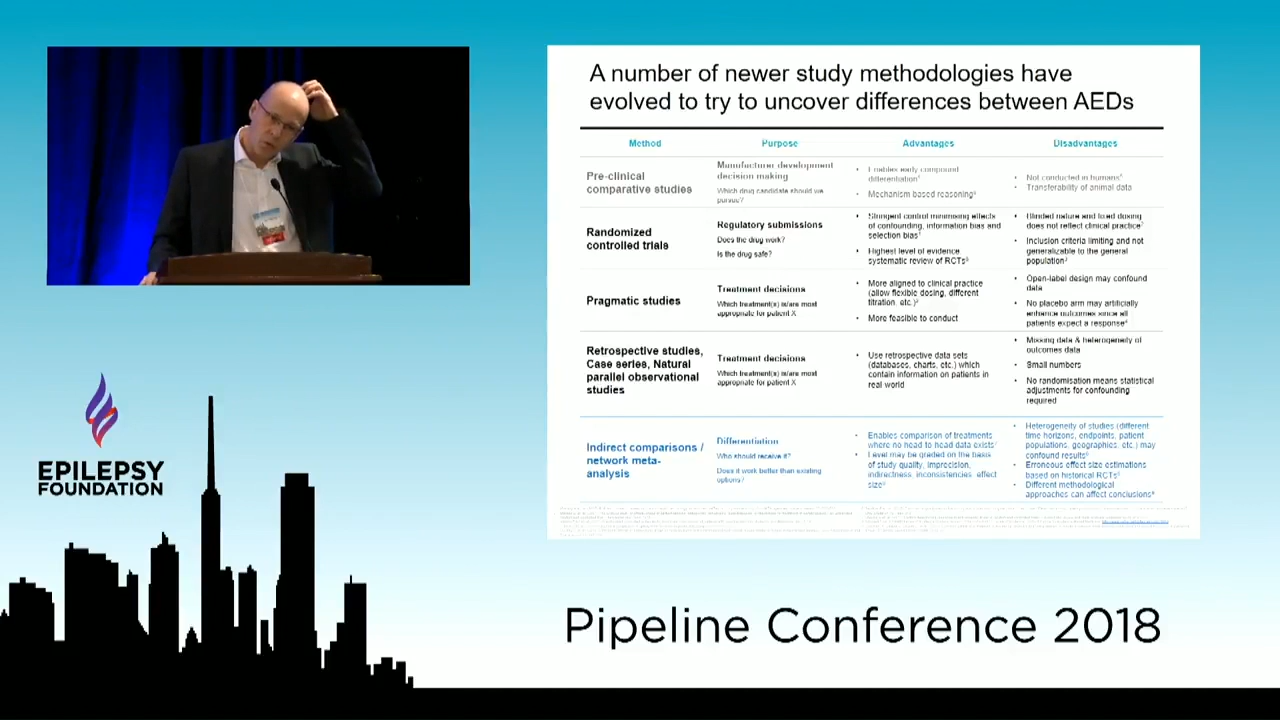 A number of newer study methodologies have
evolved to try to uncover differences between AEDs
Method Purpose Advantages Disadvantages
Pre-clinical
comparative studies
Manufacturer development
decision making
Which drug candidate should we
pursue?
• Enables early compound
differentiation
• Mechanism based reasoning
• Not conducted in humans
• Transferability of animal data
Randomized
controlled trials
Regulatory submissions
Does the drug work?
Is the drug safe?
• Stringent control minimising effects
of confounding, information bias and
selection bias
• Highest level of evidence
systematic review of RCTs
• Blinded nature and fixed dosing
does not reflect clinical practice
• Inclusion criteria limiting and not
generalizable to the general
population
Pragmatic studies
Treatment decisions
Which treatment(s) is/are most
appropriate for patient X
• More aligned to clinical practice
(allow flexible dosing, different
titration, etc.)
• More feasible to conduct
• Open-label design may confound
data
• No placebo arm may artificially
enhance outcomes since all
patients expect a response
Retrospective studies,
Case series, Natural
parallel observational
studies
Treatment decisions
Which treatment(s) is/are most
appropriate for patient X
• Use retrospective data sets
(databases, charts, etc.) which
contain information on patients in
real world
• Missing data & heterogeneity of
outcomes data
• Small numbers
• No randomisation means statistical
adjustments for confounding
required
Indirect comparisons /
network meta-
analysis
Differentiation
Who should receive it?
Does it work better than existing
options?
• Enables comparison of treatments
where no head to head data exists
• Level may be graded on the basis
of study quality, imprecision,
indirectness, inconsistencies, effect
size
• Heterogeneity of studies (different
time horizons, endpoints, patient
populations, geographies, etc.) may
confound results
• Erroneous effect size estimations
based on historical RCTs
• Different methodological
approaches can affect conclusions
EPILEPSY
FOUNDATION
Pipeline Conference 2018